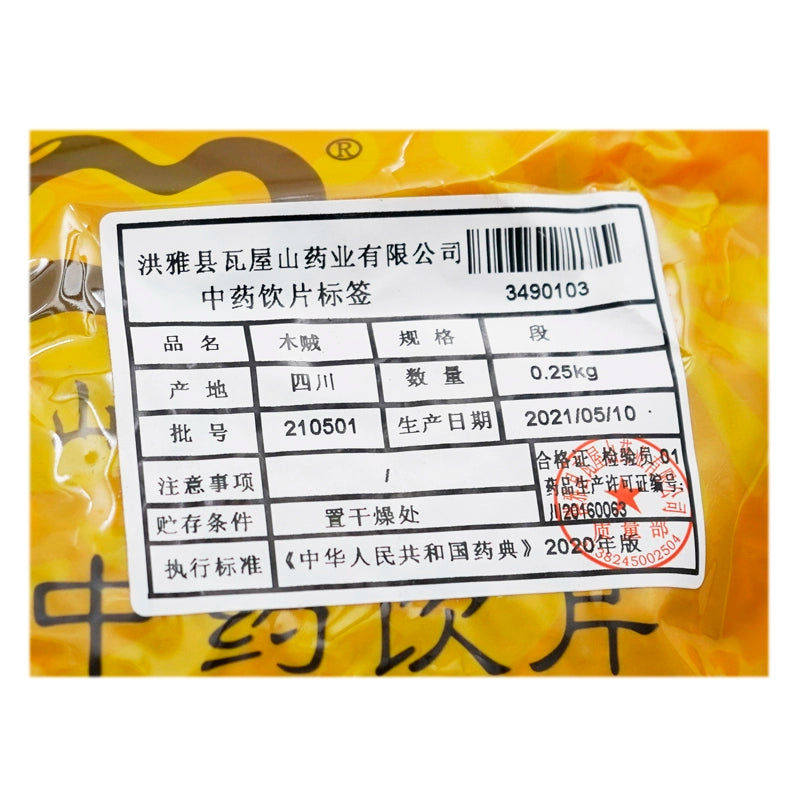 ®
洪雅县瓦屋山药业有限公司
中药饮片标签
3490103
品名 木贼 规格 段
产地 四川 数量 0.25kg
批号 210501 生产日期 2021/05/10
注意事项 /
合格证 检验员:01
药品生产许可证编号:
川20160063
贮存条件 置干燥处
质量部
38245002504
执行标准 《中华人民共和国药典》2020年版
山
中药饮片